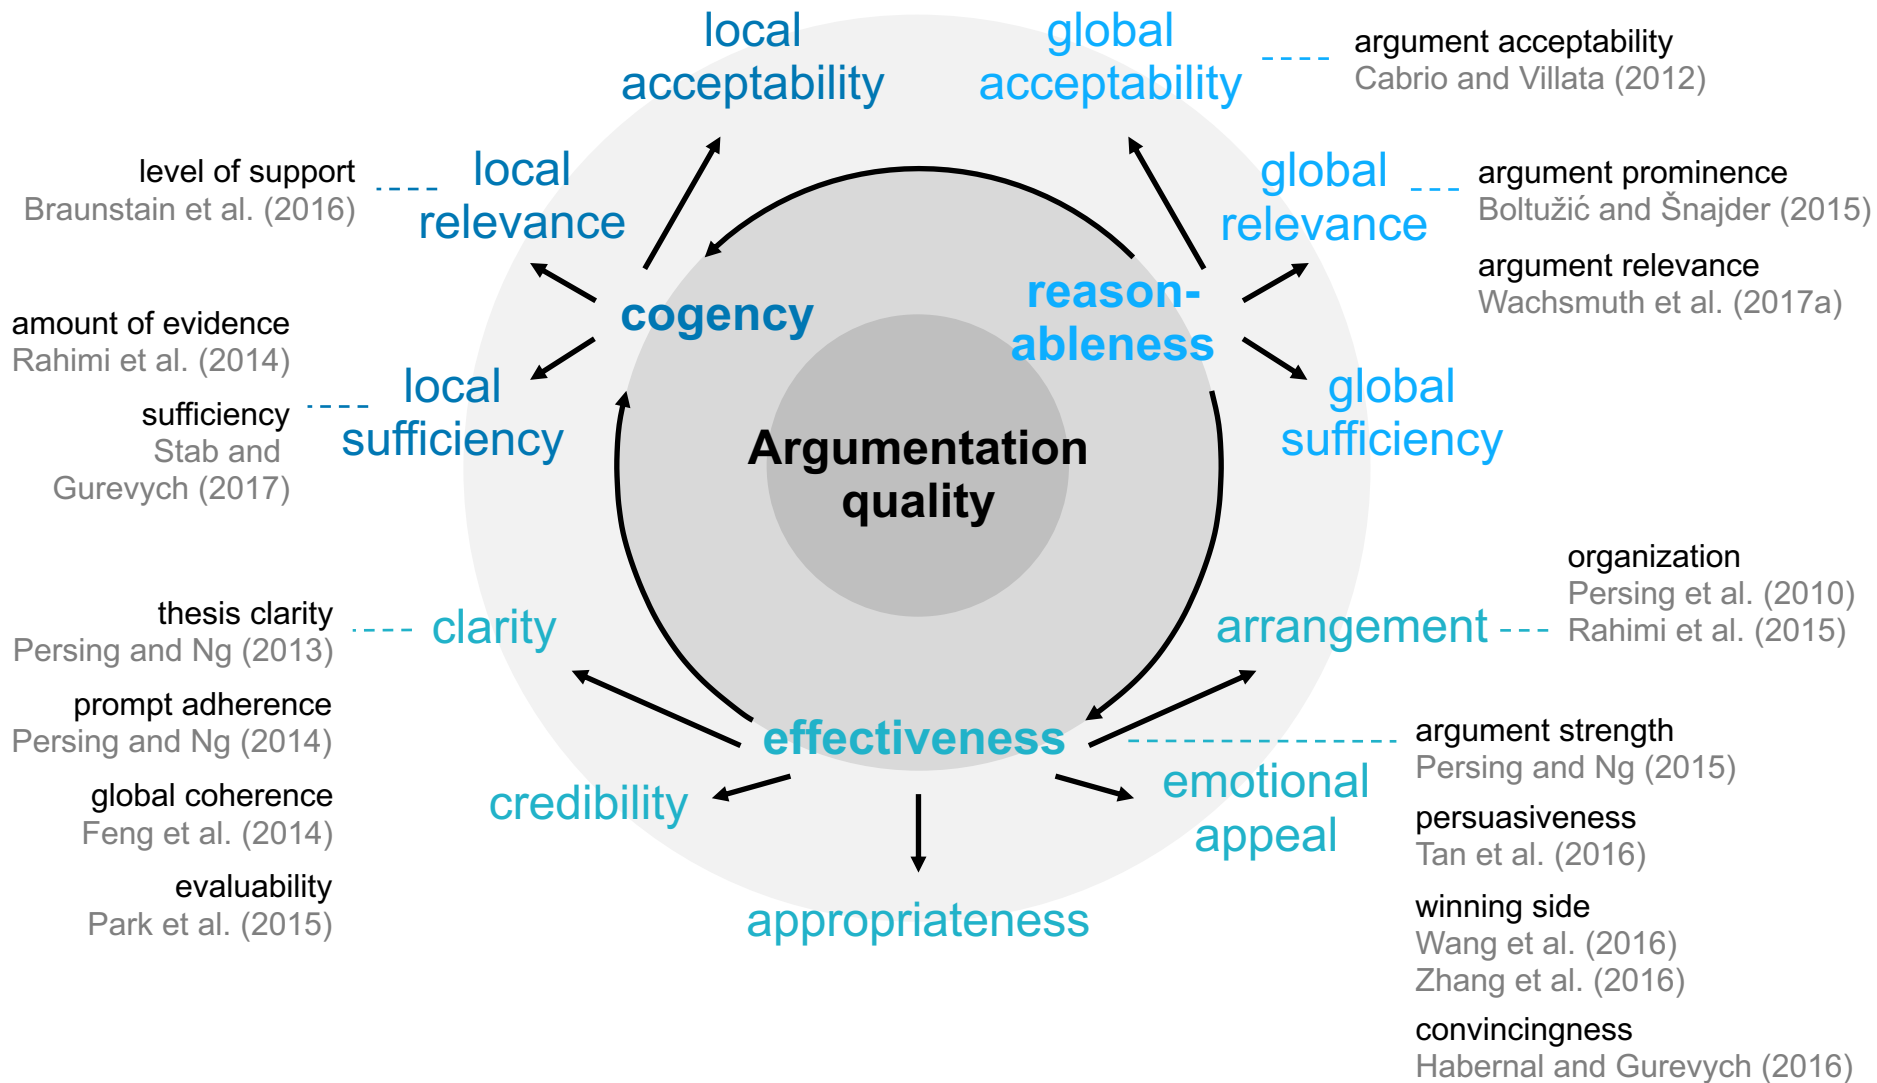 local
acceptability
global
acceptability
argument acceptability
Cabrio and Villata (2012)
level of support
Braunstain et al. (2016)
local
relevance
global
relevance
argument prominence
Boltužić and Šnajder (2015)
argument relevance
Wachsmuth et al. (2017a)
cogency
reason-
ableness
amount of evidence
Rahimi et al. (2014)
sufficiency
Stab and
Gurevych (2017)
local
sufficiency
global
sufficiency
Argumentation
quality
thesis clarity
Persing and Ng (2013)
prompt adherence
Persing and Ng (2014)
global coherence
Feng et al. (2014)
evaluability
Park et al. (2015)
clarity
arrangement
organization
Persing et al. (2010)
Rahimi et al. (2015)
effectiveness
credibility
emotional
appeal
appropriateness
argument strength
Persing and Ng (2015)
persuasiveness
Tan et al. (2016)
winning side
Wang et al. (2016)
Zhang et al. (2016)
convincingness
Habernal and Gurevych (2016)